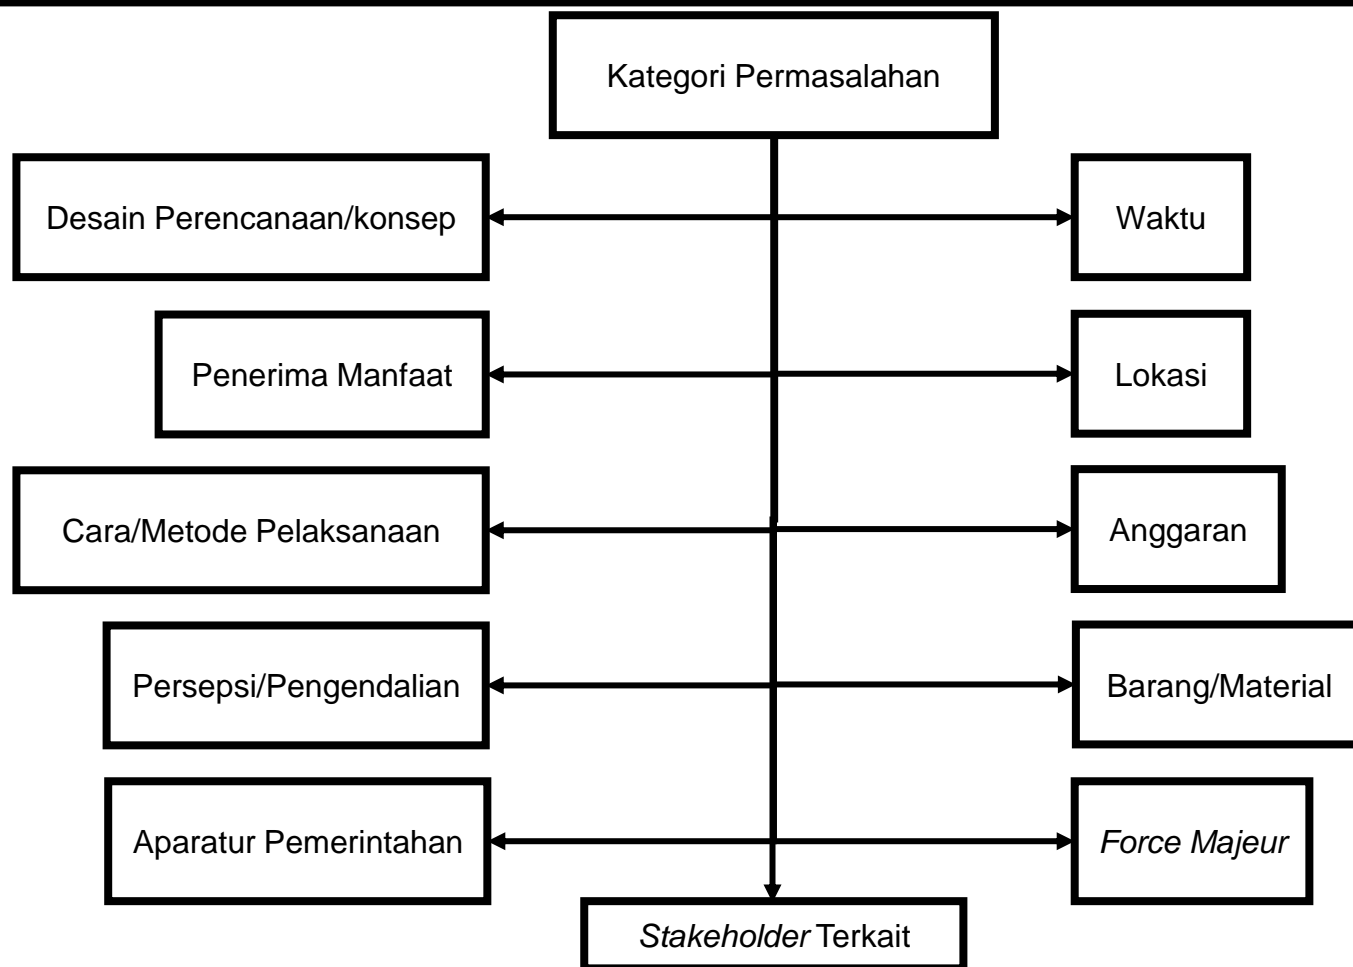 Kategori Permasalahan
Desain Perencanaan/konsep
Waktu
Penerima Manfaat
Lokasi
Cara/Metode Pelaksanaan
Anggaran
Persepsi/Pengendalian
Barang/Material
Aparatur Pemerintahan
Force Majeur
Stakeholder Terkait